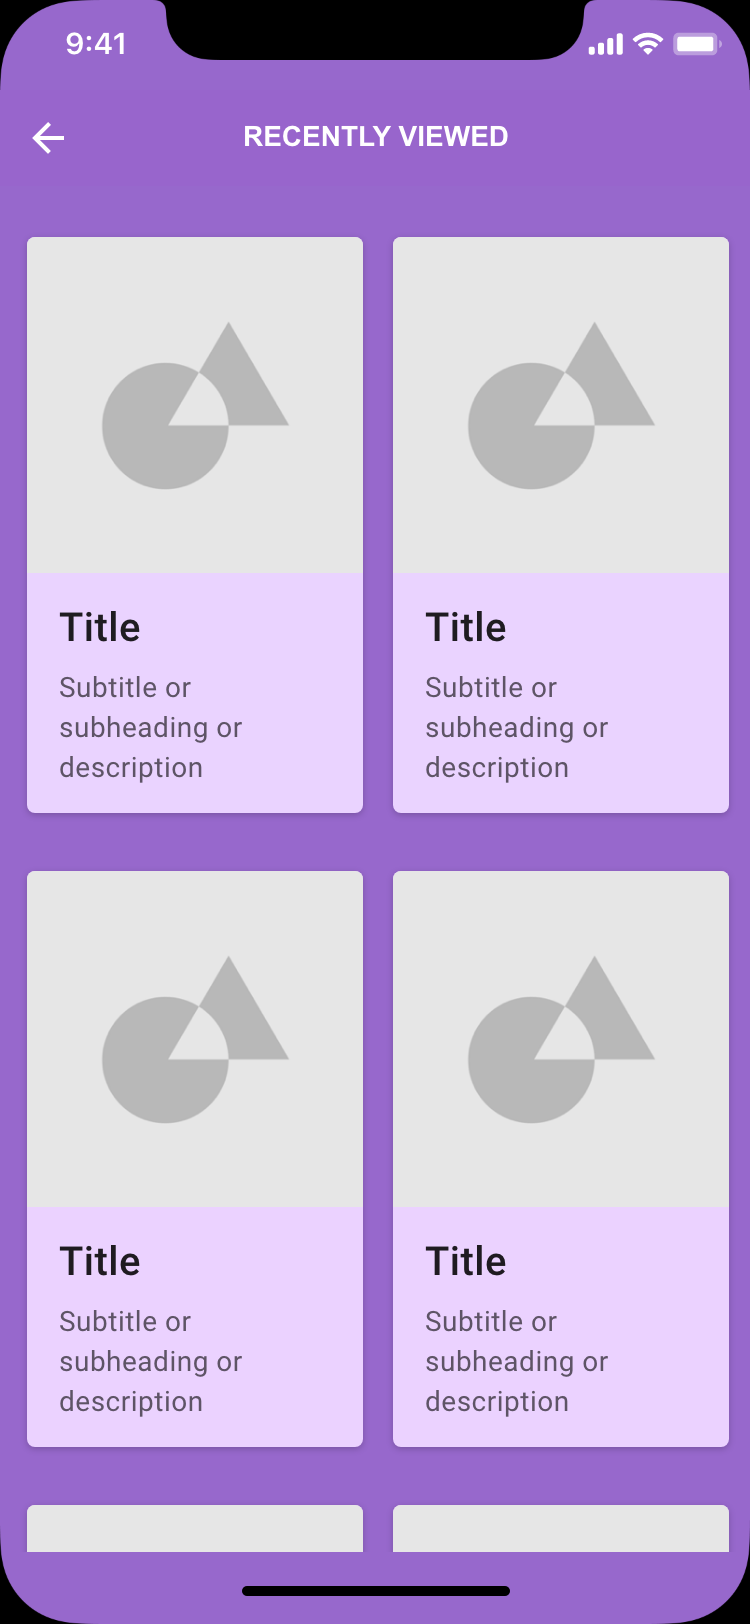 9:41
RECENTLY VIEWED
Title
Subtitle or
subheading or
description
Title
Subtitle or
subheading or
description
Title
Subtitle or
subheading or
description
Title
Subtitle or
subheading or
description